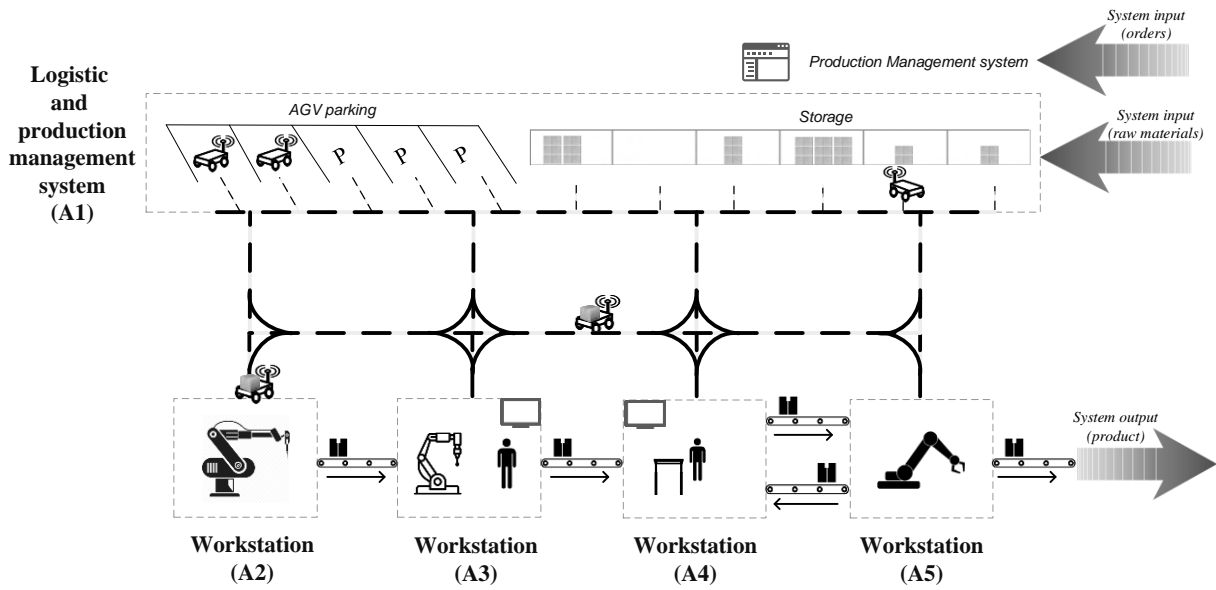 System input
(orders)
Production Management system
Logistic
and
production
management
system
(A1)
AGV parking
Storage
System input
(raw materials)
P
P
P
System output
(product)
Workstation
(A2)
Workstation
(A3)
Workstation
(A4)
Workstation
(A5)